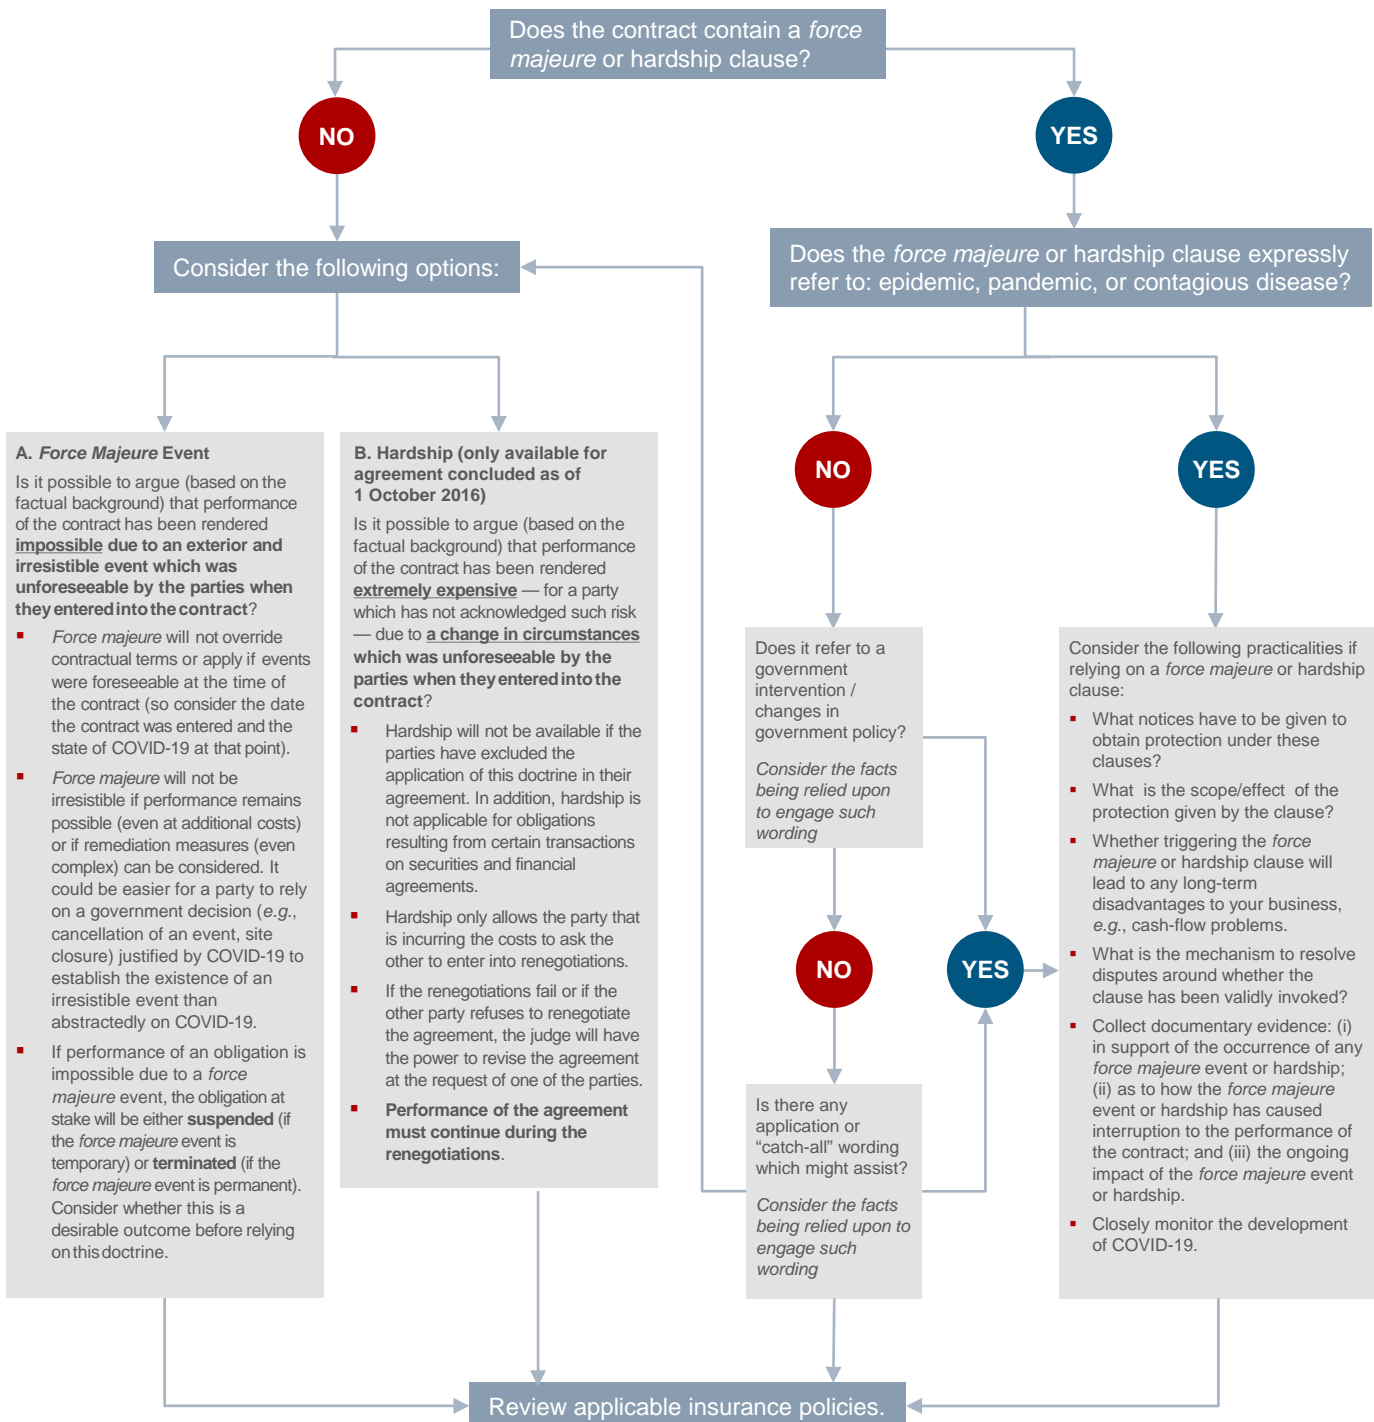 Does the contract contain a force
majeure or hardship clause?
NO
YES
Consider the following options:
Does the force majeure or hardship clause expressly
refer to: epidemic, pandemic, or contagious disease?
A. Force Majeure Event
Is it possible to argue (based on the
factual background) that performance
of the contract has been rendered
impossible due to an exterior and
irresistible event which was
unforeseeable by the parties when
they entered into the contract?
▪ Force majeure will not override
contractual terms or apply if events
were foreseeable at the time of
the contract (so consider the date
the contract was entered and the
state of COVID-19 at that point).
▪ Force majeure will not be
irresistible if performance remains
possible (even at additional costs)
or if remediation measures (even
complex) can be considered. It
could be easier for a party to rely
on a government decision (e.g.,
cancellation of an event, site
closure) justified by COVID-19 to
establish the existence of an
irresistible event than
abstractedly on COVID-19.
▪ If performance of an obligation is
impossible due to a force
majeure event, the obligation at
stake will be either suspended (if
the force majeure event is
temporary) or terminated (if the
force majeure event is permanent).
Consider whether this is a
desirable outcome before relying
on this doctrine.
B. Hardship (only available for
agreement concluded as of
1 October 2016)
Is it possible to argue (based on the
factual background) that performance
of the contract has been rendered
extremely expensive — for a party
which has not acknowledged such risk
— due to a change in circumstances
which was unforeseeable by the
parties when they entered into the
contract?
▪ Hardship will not be available if the
parties have excluded the
application of this doctrine in their
agreement. In addition, hardship is
not applicable for obligations
resulting from certain transactions
on securities and financial
agreements.
▪ Hardship only allows the party that
is incurring the costs to ask the
other to enter into renegotiations.
▪ If the renegotiations fail or if the
other party refuses to renegotiate
the agreement, the judge will have
the power to revise the agreement
at the request of one of the parties.
▪ Performance of the agreement
must continue during the
renegotiations.
NO
YES
Does it refer to a
government
intervention /
changes in
government policy?
Consider the facts
being relied upon
to engage such
wording
NO
YES
Is there any
application or
“catch-all” wording
which might assist?
Consider the facts
being relied upon to
engage such
wording
Consider the following practicalities if
relying on a force majeure or hardship
clause:
▪ What notices have to be given to
obtain protection under these
clauses?
▪ What is the scope/effect of the
protection given by the clause?
▪ Whether triggering the force
majeure or hardship clause will
lead to any long-term
disadvantages to your business,
e.g., cash-flow problems.
▪ What is the mechanism to resolve
disputes around whether the
clause has been validly invoked?
▪ Collect documentary evidence: (i)
in support of the occurrence of any
force majeure event or hardship;
(ii) as to how the force majeure
event or hardship has caused
interruption to the performance of
the contract; and (iii) the ongoing
impact of the force majeure event
or hardship.
▪ Closely monitor the development
of COVID-19.
Review applicable insurance policies.